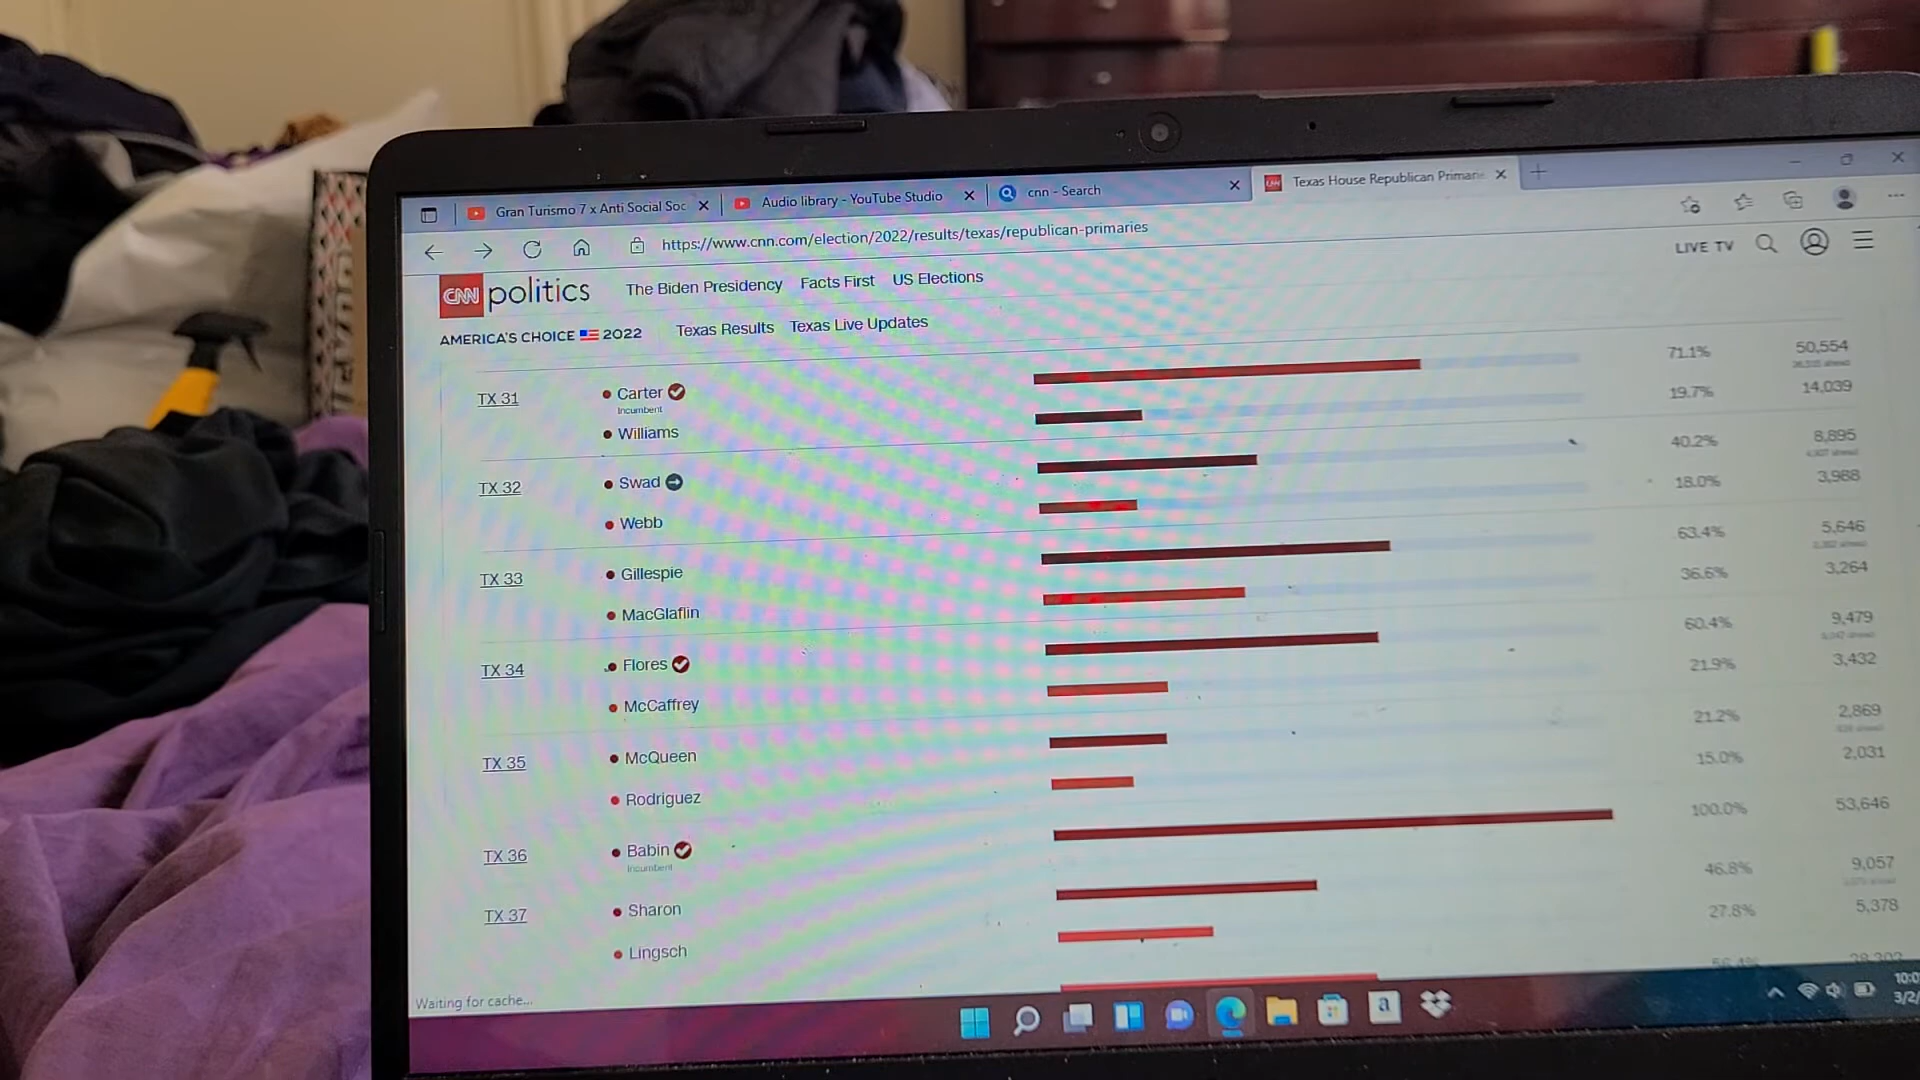 Gran Turismo 7 x Anti Social Soc
Audio library - YouTube Studio
cnn - Search
Texas House Republican Primari
https://www.cnn.com/election/2022/results/texas/republican-primaries
CNN politics The Biden Presidency Facts First US Elections
LIVE TV
AMERICA'S CHOICE 2022 Texas Results Texas Live Updates
TX 31 Carter 71.1% 50,554
Incumbent
Williams 19.7% 14,039
TX 32 Swad 40.2% 8,895
Webb 18.0% 3,988
TX 33 Gillespie 63.4% 5,646
MacGlaflin 36.6% 3,264
TX 34 Flores 60.4% 9,479
McCaffrey 21.9% 3,432
TX 35 McQueen 21.2% 2,869
Rodriguez 15.0% 2,031
TX 36 Babin 100.0% 53,646
Incumbent
TX 37 Sharon 46.8% 9,057
Lingsch 27.8% 5,378
Waiting for cache...
10:0
3/2/